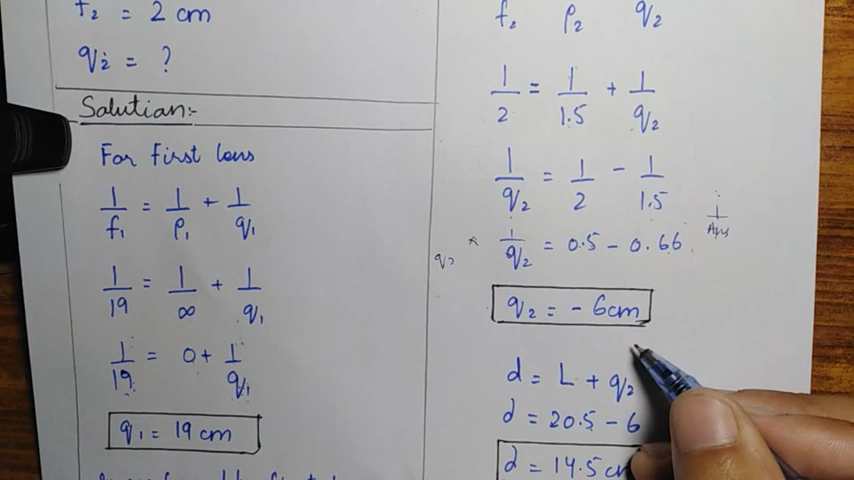 f₂ = 2 cm
q₂ = ?
Solution:-
For First lens
1/f₁ = 1/p₁ + 1/q₁
1/19 = 1/∞ + 1/q₁
1/19 = 0 + 1/q₁
q₁ = 19 cm
f₂ p₂ q₂
1/2 = 1/1.5 + 1/q₂
1/q₂ = 1/2 - 1/1.5
1/q₂ = 0.5 - 0.66
1/Ans
q₂ = - 6cm
d = L + q₂
d = 20.5 - 6
d = 14.5cm